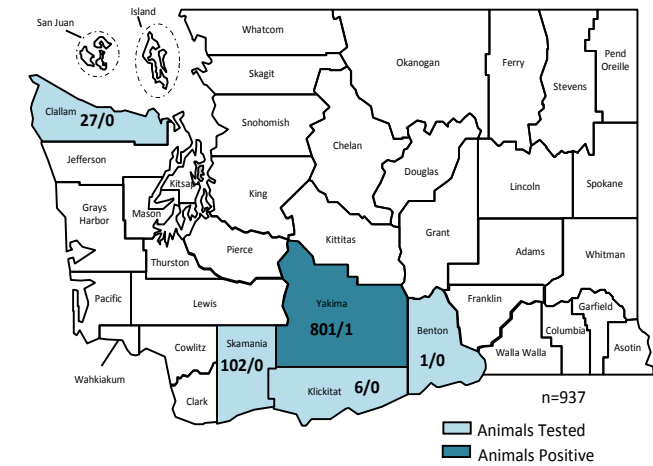 Island
San Juan
Whatcom
Okanogan
Ferry
Pend
Oreille
Stevens
Skagit
Clallam
27/0
Snohomish
Chelan
Jefferson
Douglas
Kitsap
King
Lincoln
Spokane
Grays
Harbor
Mason
Kittitas
Grant
Pierce
Adams
Whitman
Thurston
Pacific
Lewis
Yakima
Franklin
Garfield
801/1
Benton
Columbia
Skamania
Cowlitz
Walla Walla
Asotin
102/0
1/0
Wahkiakum
Klickitat
6/0
Clark
n=937
Animals Tested
Animals Positive